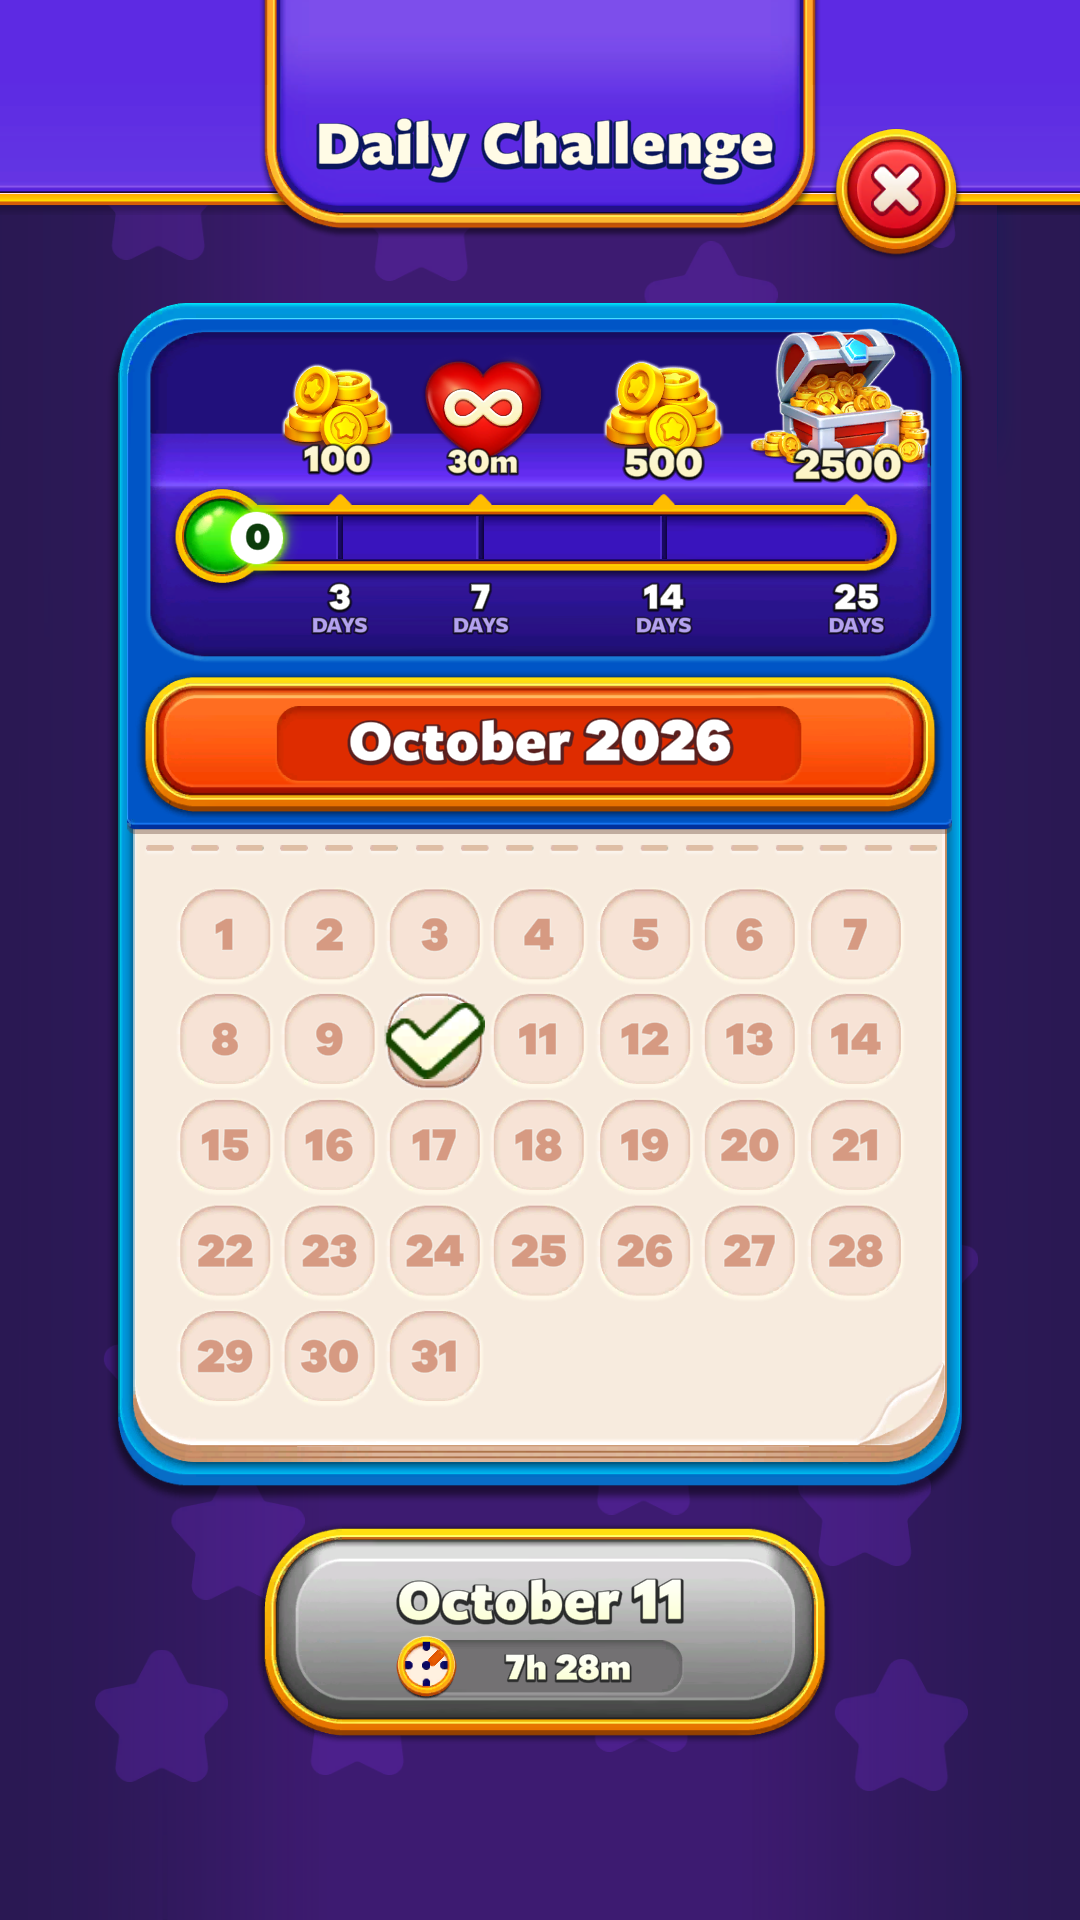 Daily Challenge
100 30m 500 2500
0
3 7 14 25
DAYS DAYS DAYS DAYS
October 2026
1 2 3 4 5 6 7
8 9 11 12 13 14
15 16 17 18 19 20 21
22 23 24 25 26 27 28
29 30 31
October 11
7h 28m